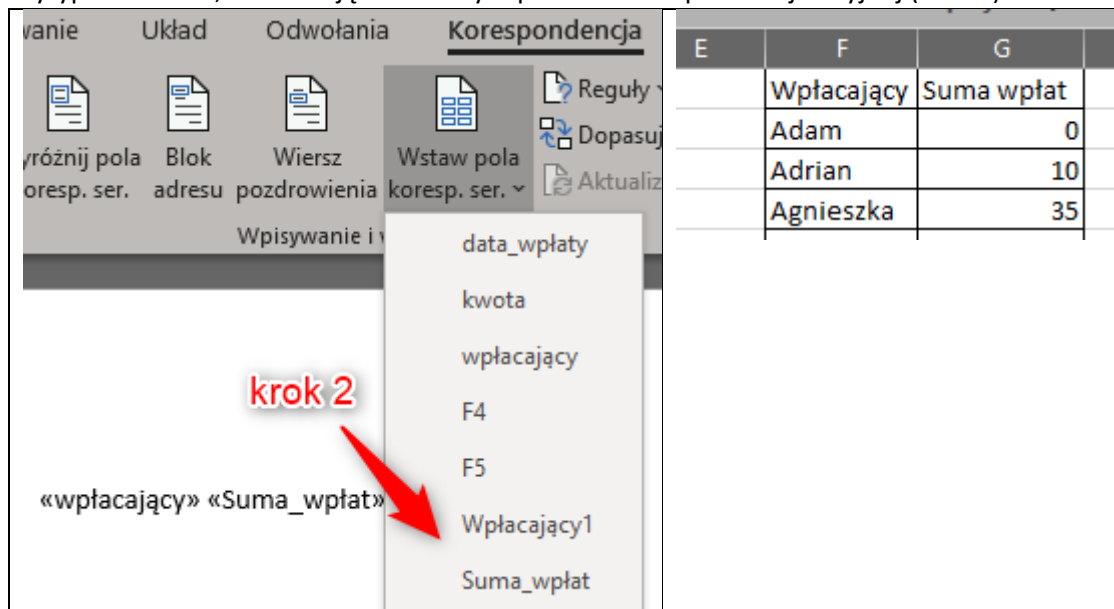 wanie Układ Odwołania Korespondencja
yróżnij pola
oresp. ser.
Blok
adresu
Wiersz
pozdrowienia
Wstaw pola
koresp. ser.
Reguły
Dopasuj
Aktualiz
Wpisywanie i w
data_wpłaty
kwota
wpłacający
F4
F5
Wpłacający1
Suma_wpłat
krok 2
«wpłacający» «Suma_wpłat»
E F G
Wpłacający Suma wpłat
Adam 0
Adrian 10
Agnieszka 35